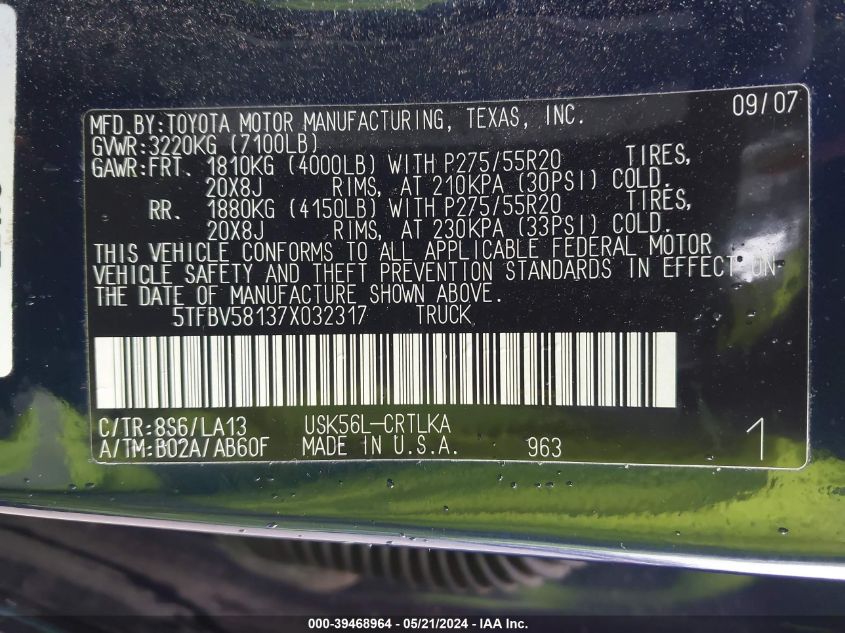 MFD.BY:TOYOTA MOTOR MANUFACTURING, TEXAS, INC. 09/07
GVWR:3220KG (7100LB)
GAWR:FRT. 1810KG (4000LB) WITH P275/55R20 TIRES,
20X8J RIMS, AT 210KPA (30PSI) COLD.
RR. 1880KG (4150LB) WITH P275/55R20 TIRES,
20X8J RIMS, AT 230KPA (33PSI) COLD.
THIS VEHICLE CONFORMS TO ALL APPLICABLE FEDERAL MOTOR
VEHICLE SAFETY AND THEFT PREVENTION STANDARDS IN EFFECT ON
THE DATE OF MANUFACTURE SHOWN ABOVE.
5TFBV58137X032317 TRUCK
C/TR:8S6/LA13 USK56L-CRTLKA
A/TM:B02A/AB60F MADE IN U.S.A. 963 1
000-39468964 - 05/21/2024 - IAA Inc.